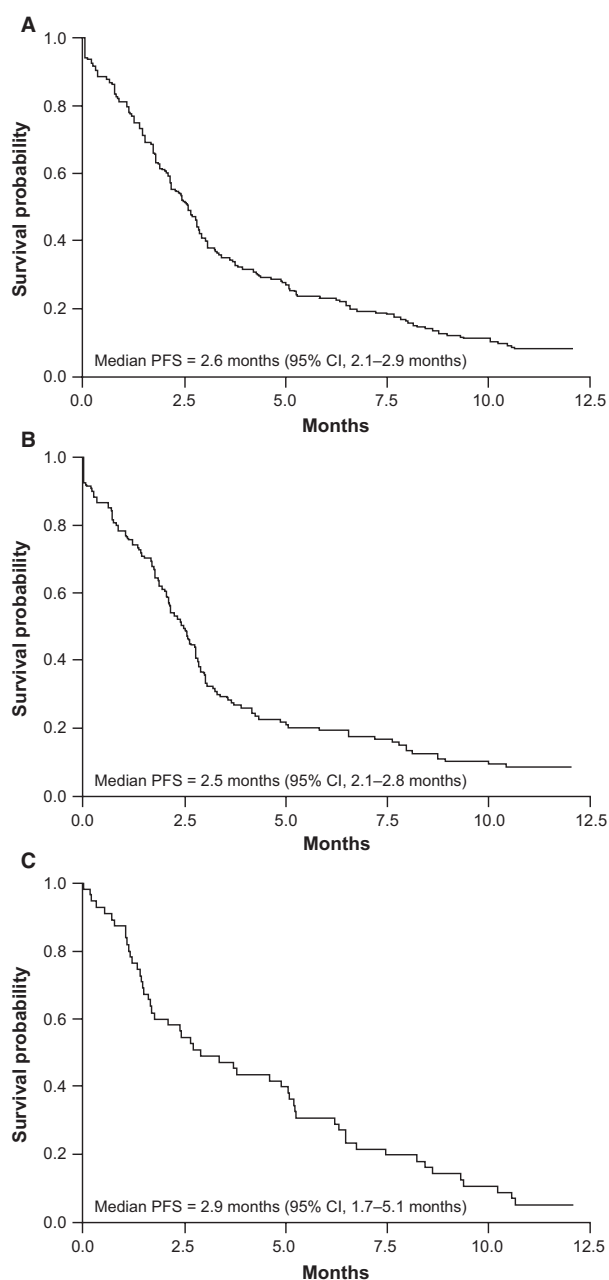 A
1.0
0.8
0.6
0.4
0.2
0.0
Survival probability
Median PFS = 2.6 months (95% CI, 2.1–2.9 months)
0.0 2.5 5.0 7.5 10.0 12.5
Months
B
1.0
0.8
0.6
0.4
0.2
0.0
Survival probability
Median PFS = 2.5 months (95% CI, 2.1–2.8 months)
0.0 2.5 5.0 7.5 10.0 12.5
Months
C
1.0
0.8
0.6
0.4
0.2
0.0
Survival probability
Median PFS = 2.9 months (95% CI, 1.7–5.1 months)
0.0 2.5 5.0 7.5 10.0 12.5
Months